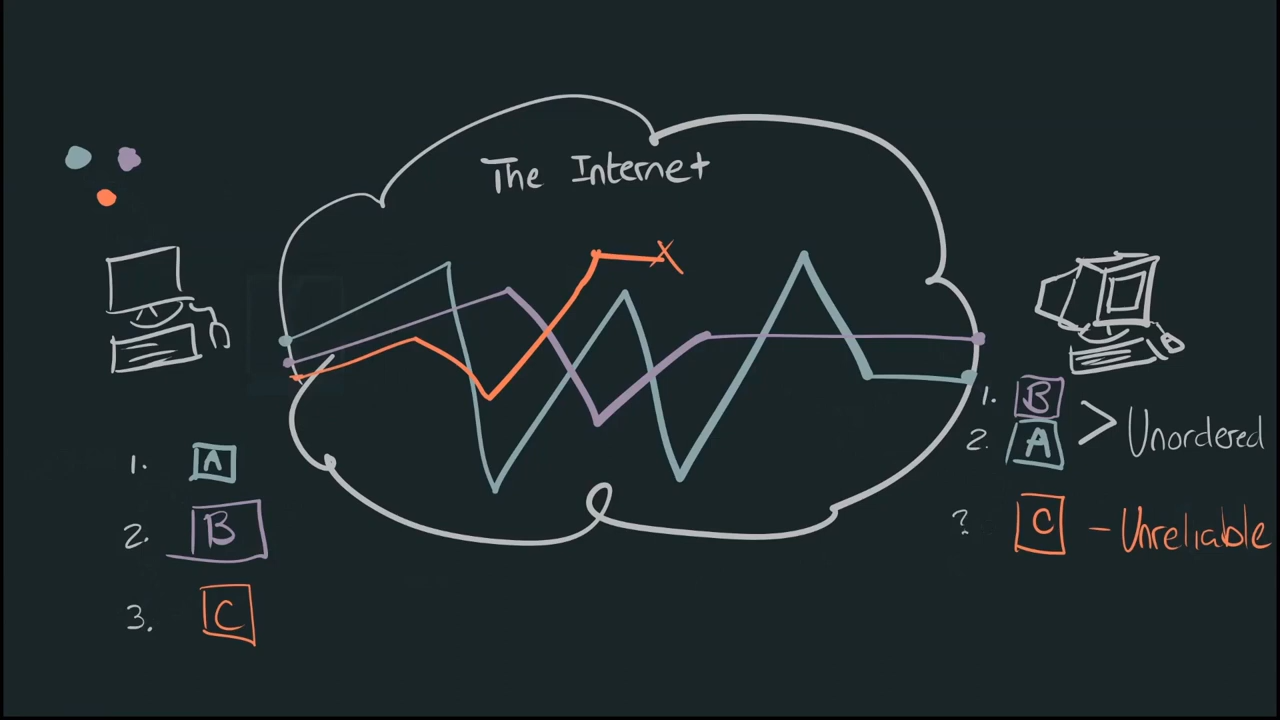 The Internet
1. A
2. B
3. C
1. B
2. A
> Unordered
? C - Unreliable